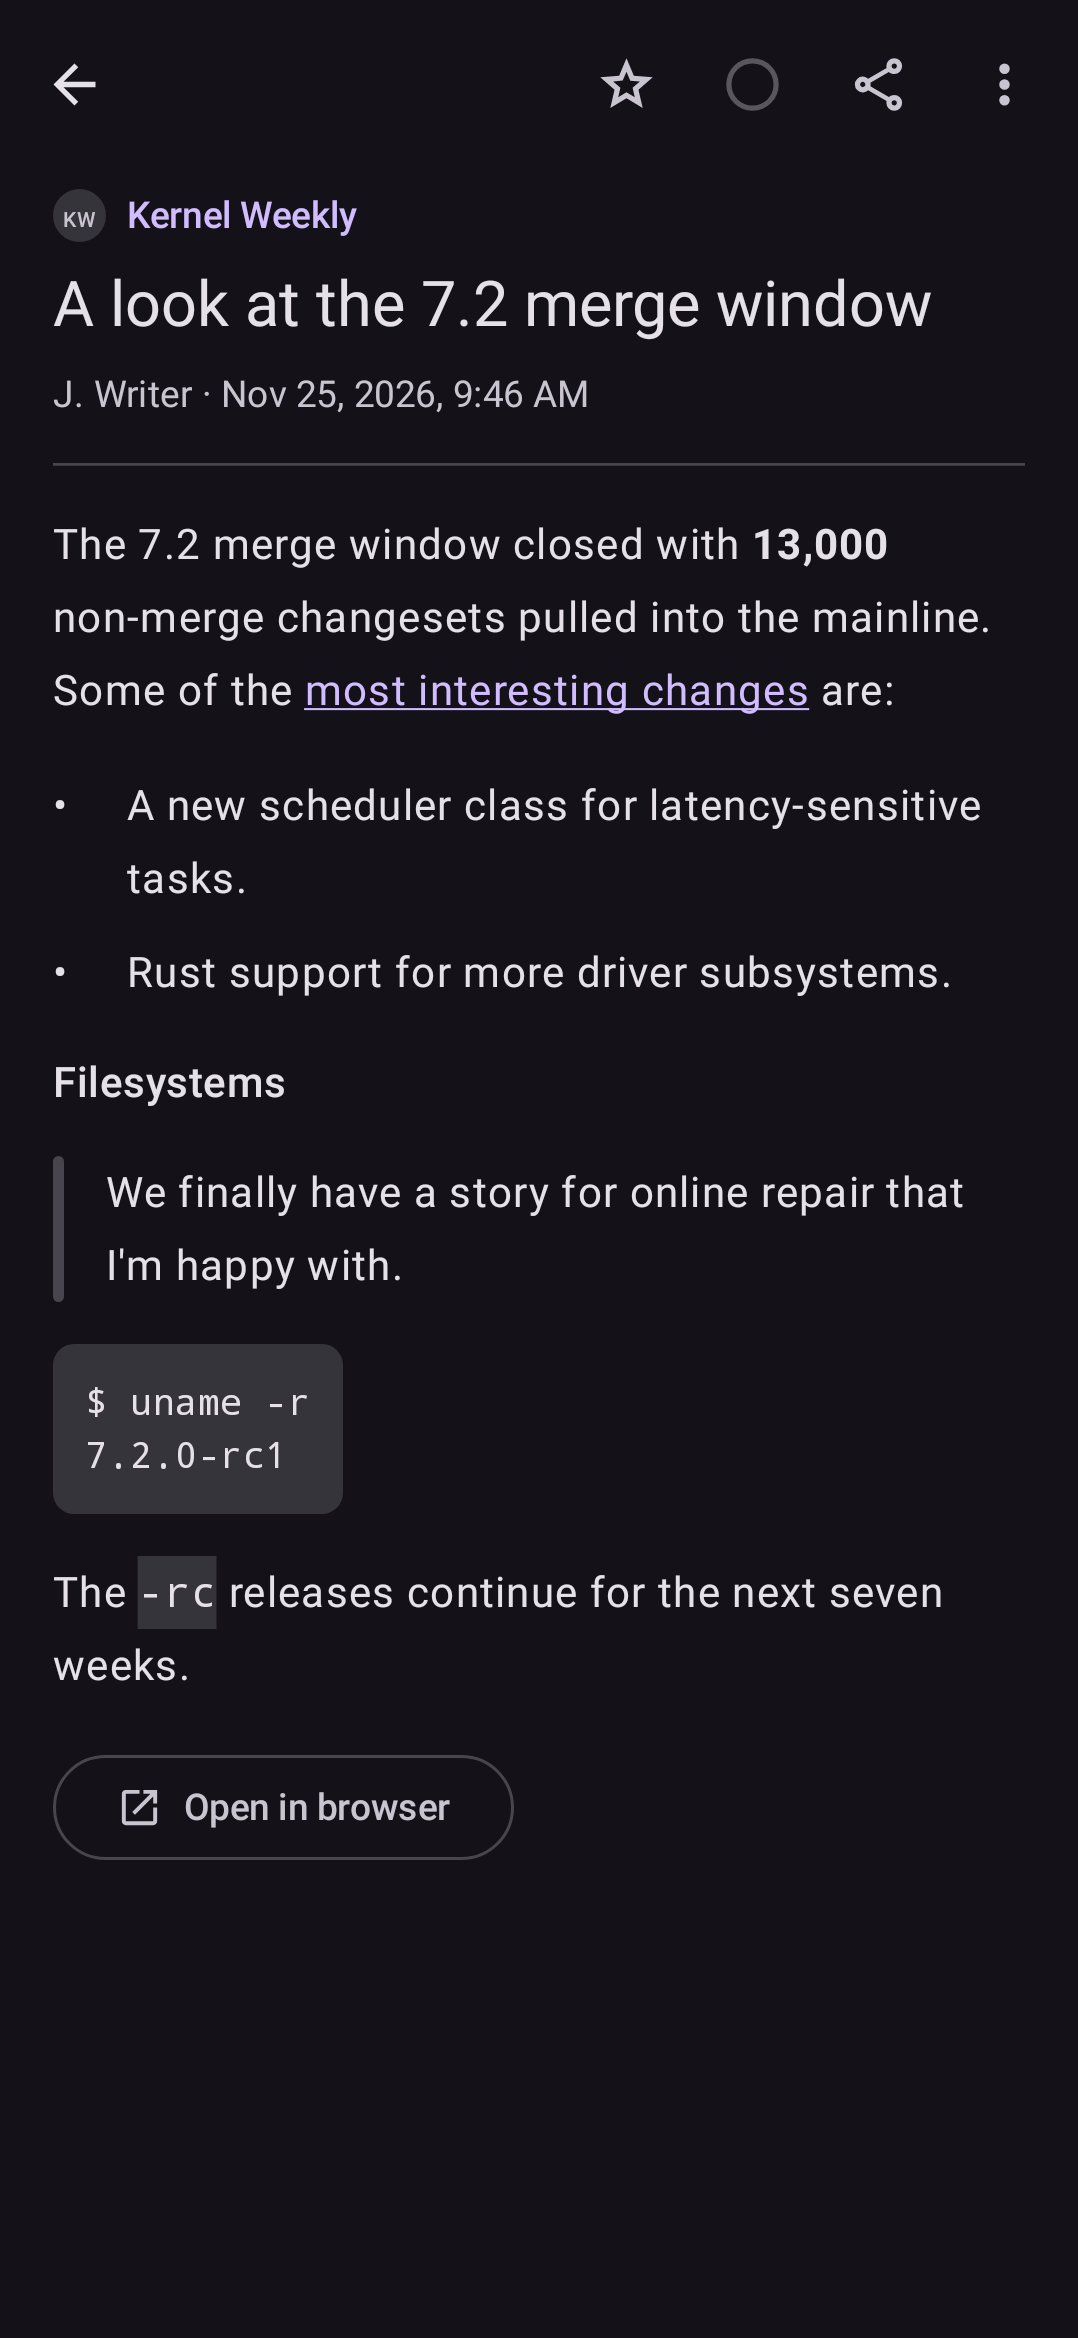 KW Kernel Weekly
A look at the 7.2 merge window
J. Writer · Nov 25, 2026, 9:46 AM
The 7.2 merge window closed with 13,000
non-merge changesets pulled into the mainline.
Some of the most interesting changes are:
• A new scheduler class for latency-sensitive
tasks.
• Rust support for more driver subsystems.
Filesystems
We finally have a story for online repair that
I'm happy with.
$ uname -r
7.2.0-rc1
The -rc releases continue for the next seven
weeks.
Open in browser